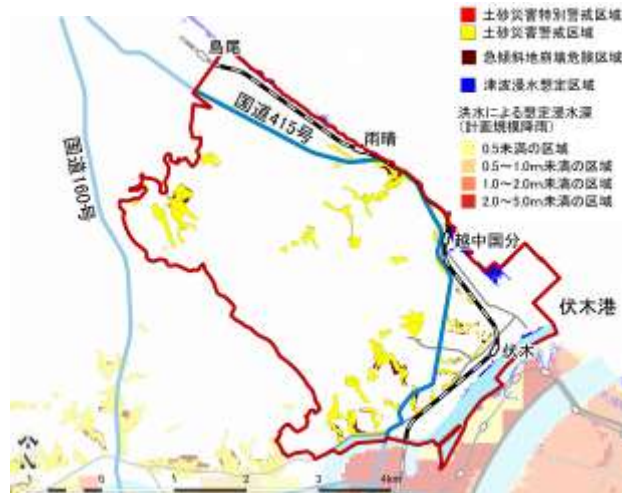 土砂災害特別警戒区域
土砂災害警戒区域
急傾斜地崩壊危険区域
津波浸水想定区域
洪水による想定浸水深
(計画規模降雨)
0.5未満の区域
0.5~1.0m未満の区域
1.0~2.0m未満の区域
2.0~5.0m未満の区域
島尾
国道415号
雨晴
国道160号
越中国分
伏木港
伏木
1 0 1 2 3 4km